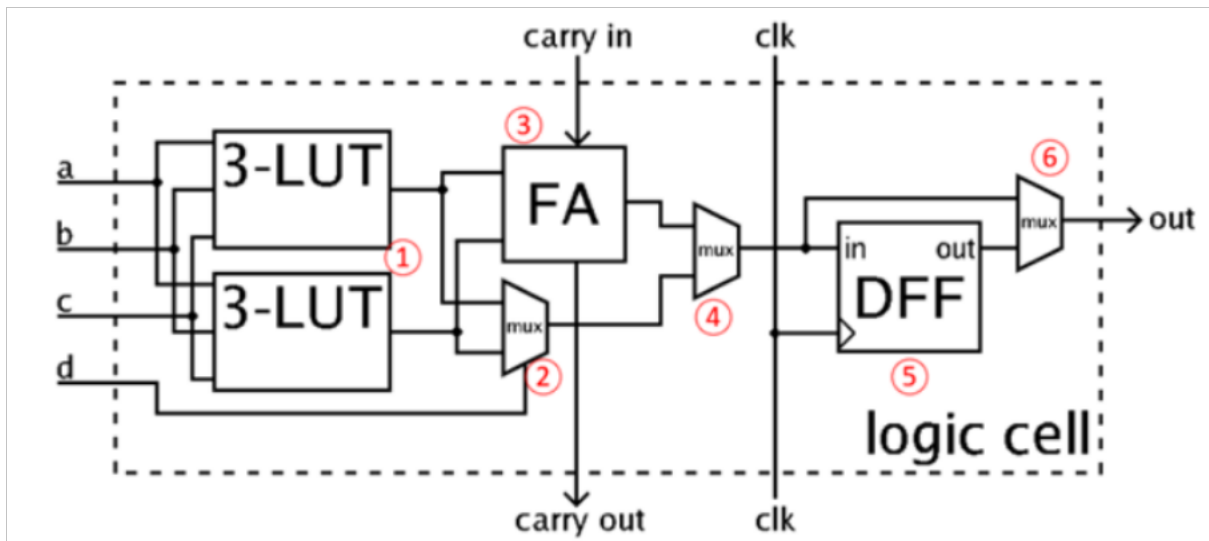 carry in
clk
③
⑥
a
3-LUT
FA
mux
out
b
①
mux
in
out
c
3-LUT
DFF
mux
④
d
②
⑤
logic cell
carry out
clk